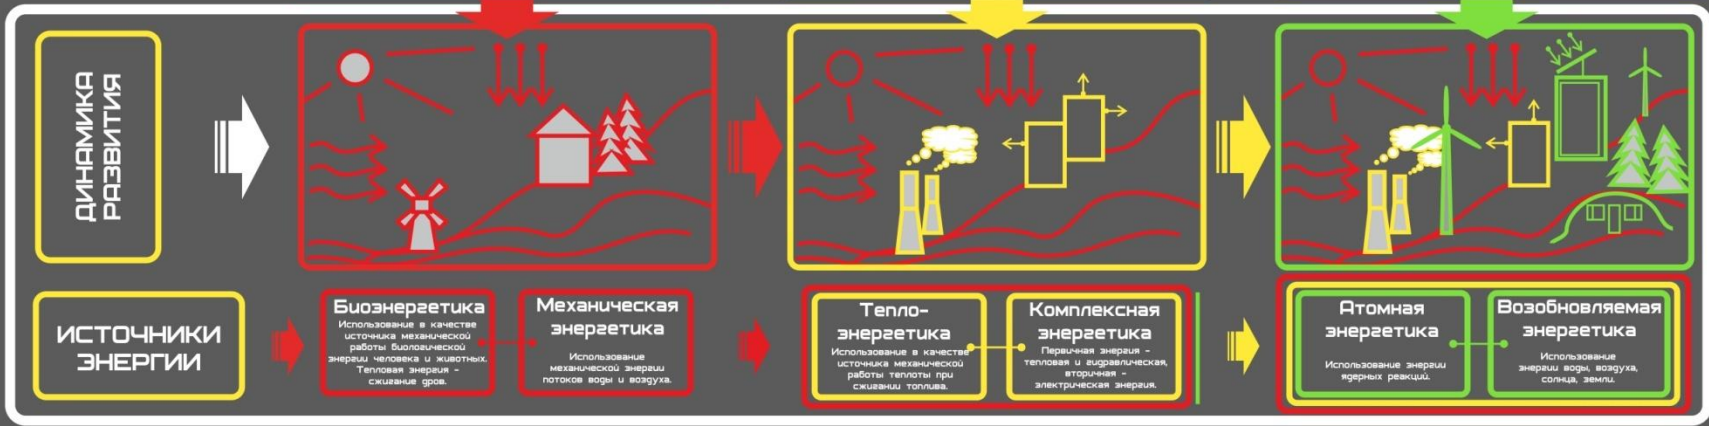 ДИНАМИКА
РАЗВИТИЯ
ИСТОЧНИКИ
ЭНЕРГИИ
Биоэнергетика
Использование в качестве
источника механической
работы биологической
энергии человека и животных.
Тепловая энергия -
сжигание дров.
Механическая
энергетика
Использование
механической энергии
потоков воды и воздуха.
Тепло-
энергетика
Использование в качестве
источника механической
работы теплоты при
сжигании топлива.
Комплексная
энергетика
Первичная энергия -
тепловая и гидравлическая,
вторичная -
электрическая энергия.
Атомная
энергетика
Использование энергии
ядерных реакций.
Возобновляемая
энергетика
Использование
энергии воды, воздуха,
солнца, земли.